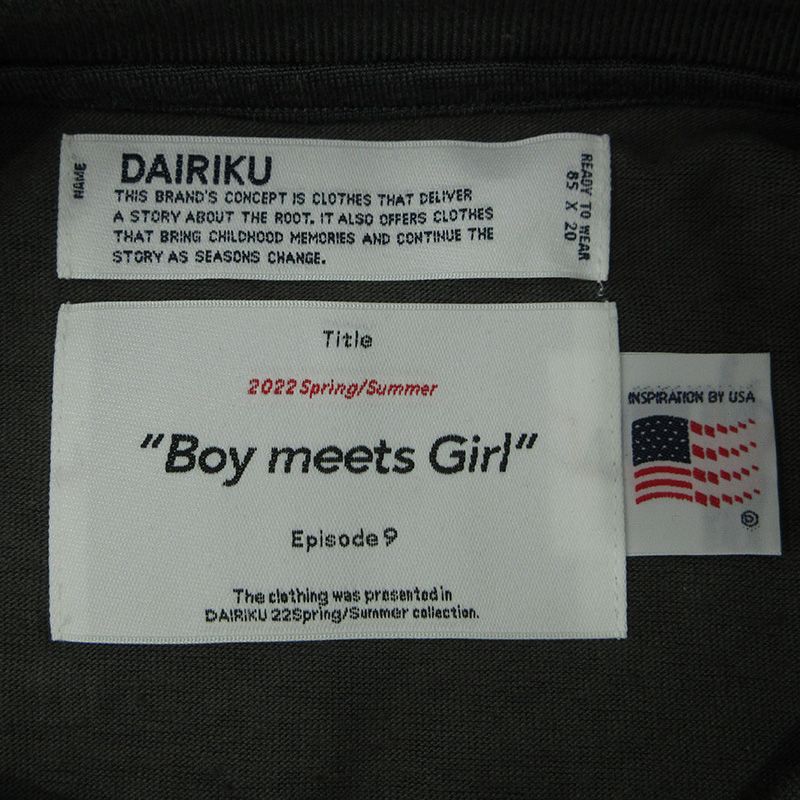 NAME
DAIRIKU
THIS BRAND'S CONCEPT IS CLOTHES THAT DELIVER
A STORY ABOUT THE ROOT. IT ALSO OFFERS CLOTHES
THAT BRING CHILDHOOD MEMORIES AND CONTINUE THE
STORY AS SEASONS CHANGE.
READY TO WEAR
85 X 20
Title
2022 Spring/Summer
"Boy meets Girl"
Episode 9
The clothing was presented in
DAIRIKU 22Spring/Summer collection.
INSPIRATION BY USA